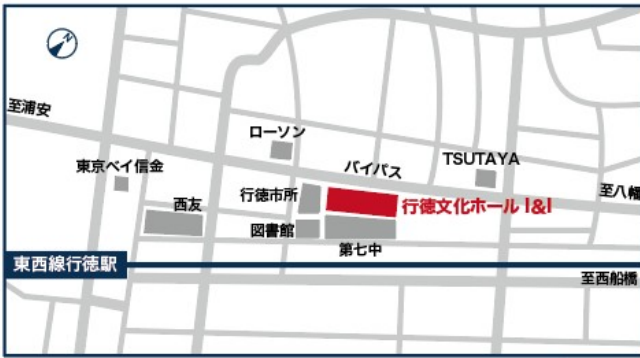 N
至浦安
ローソン
東京ベイ信金
バイパス
TSUTAYA
至八幡
西友
行徳市所
行徳文化ホール I&I
図書館
第七中
東西線行徳駅
至西船橋